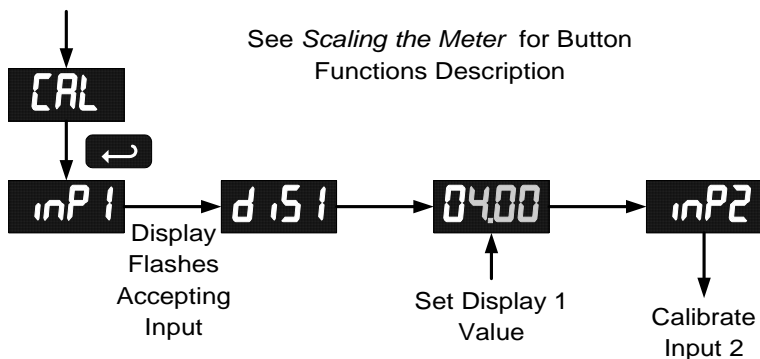 See Scaling the Meter for Button
Functions Description
CAL
inP1
diS1
04.00
inP2
Display
Flashes
Accepting
Input
Set Display 1
Value
Calibrate
Input 2